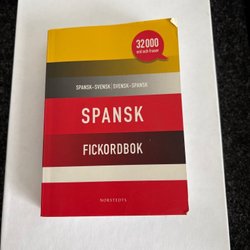 32000
ord och fraser
SPANSK-SVENSK | SVENSK-SPANSK
SPANSK
FICKORDBOK
NORSTEDTS